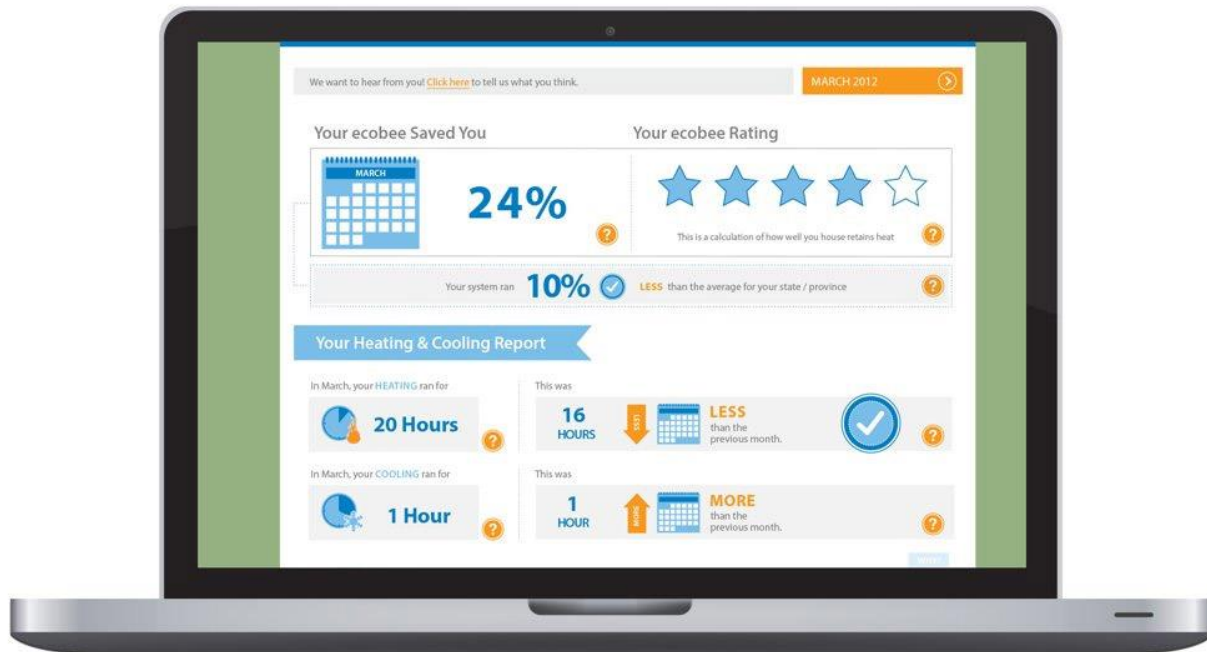 We want to hear from you! Click here to tell us what you think.
MARCH 2012
Your ecobee Saved You
Your ecobee Rating
MARCH
24%
?
This is a calculation of how well you house retains heat
?
Your system ran 10% LESS than the average for your state / province
?
Your Heating & Cooling Report
In March, your HEATING ran for
This was
20 Hours
?
16
HOURS
LESS
LESS
than the
previous month.
?
In March, your COOLING ran for
This was
1 Hour
?
1
HOUR
MORE
MORE
than the
previous month.
?